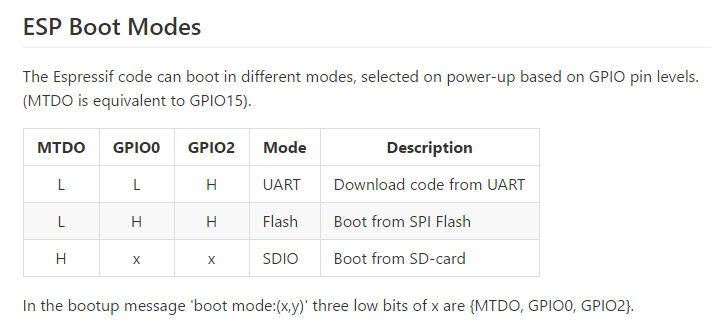 ESP Boot Modes
The Espressif code can boot in different modes, selected on power-up based on GPIO pin levels.
(MTDO is equivalent to GPIO15).
MTDO GPIO0 GPIO2 Mode Description
L L H UART Download code from UART
L H H Flash Boot from SPI Flash
H x x SDIO Boot from SD-card
In the bootup message 'boot mode:(x,y)' three low bits of x are {MTDO, GPIO0, GPIO2}.